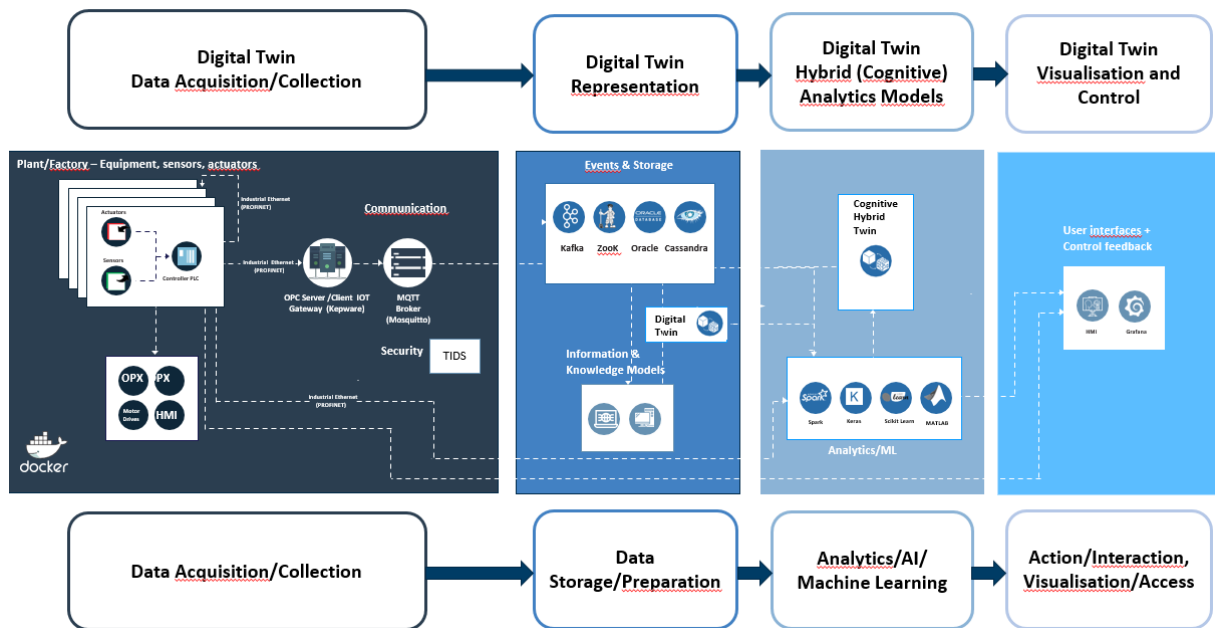 Digital Twin
Data Acquisition/Collection
Digital Twin
Representation
Digital Twin
Hybrid (Cognitive)
Analytics Models
Digital Twin
Visualisation and
Control
Plant/Factory – Equipment, sensors, actuators
Actuators
Sensors
Controller PLC
Industrial Ethernet
(PROFINET)
Industrial Ethernet
(PROFINET)
Communication
OPC Server /Client IOT
Gateway (Kepware)
MQTT
Broker
(Mosquitto)
Security
TIDS
OPX
PX
Motor
Drives
HMI
Industrial Ethernet
(PROFINET)
docker
Events & Storage
ORACLE
DATABASE
Kafka
ZooK
Oracle
Cassandra
Digital
Twin
Information &
Knowledge Models
Cognitive
Hybrid
Twin
Spark
K
learn
Spark
Keras
Scikit Learn
MATLAB
Analytics/ML
User interfaces +
Control feedback
HMI
Grafana
Data Acquisition/Collection
Data
Storage/Preparation
Analytics/AI/
Machine Learning
Action/Interaction,
Visualisation/Access